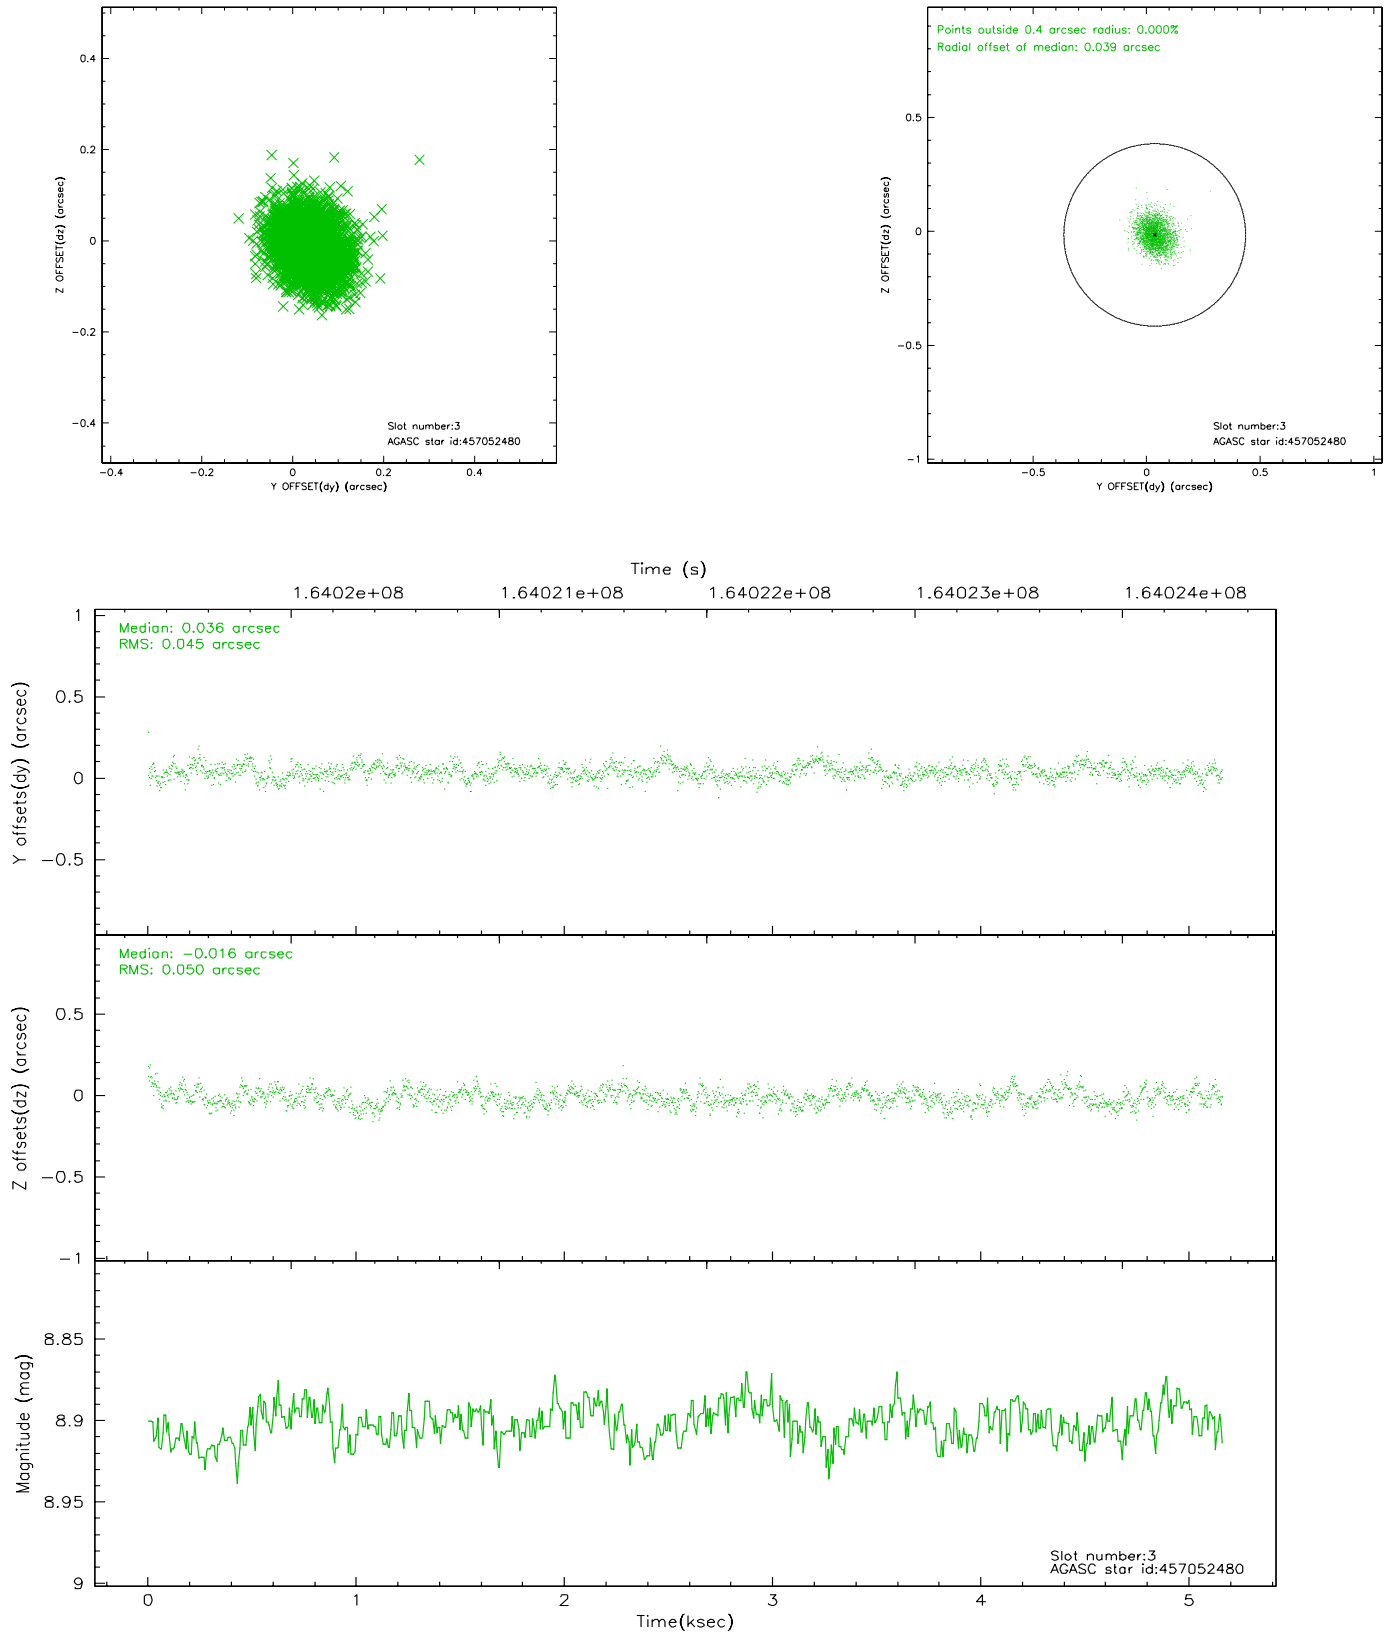 0.4
0.2
0
−0.2
−0.4
Z OFFSET(dz) (arcsec)
Slot number:3
AGASC star id:457052480
−0.4 −0.2 0 0.2 0.4
Y OFFSET(dy) (arcsec)
Points outside 0.4 arcsec radius: 0.000%
Radial offset of median: 0.039 arcsec
0.5
0
−0.5
−1
Z OFFSET(dz) (arcsec)
Slot number:3
AGASC star id:457052480
−0.5 0 0.5 1
Y OFFSET(dy) (arcsec)
Time (s)
1.6402e+08 1.64021e+08 1.64022e+08 1.64023e+08 1.64024e+08
Median: 0.036 arcsec
RMS: 0.045 arcsec
1
0.5
0
−0.5
Y offsets(dy) (arcsec)
Median: −0.016 arcsec
RMS: 0.050 arcsec
0.5
0
−0.5
−1
Z offsets(dz) (arcsec)
8.85
8.9
8.95
9
Magnitude (mag)
Slot number:3
AGASC star id:457052480
0 1 2 3 4 5
Time(ksec)